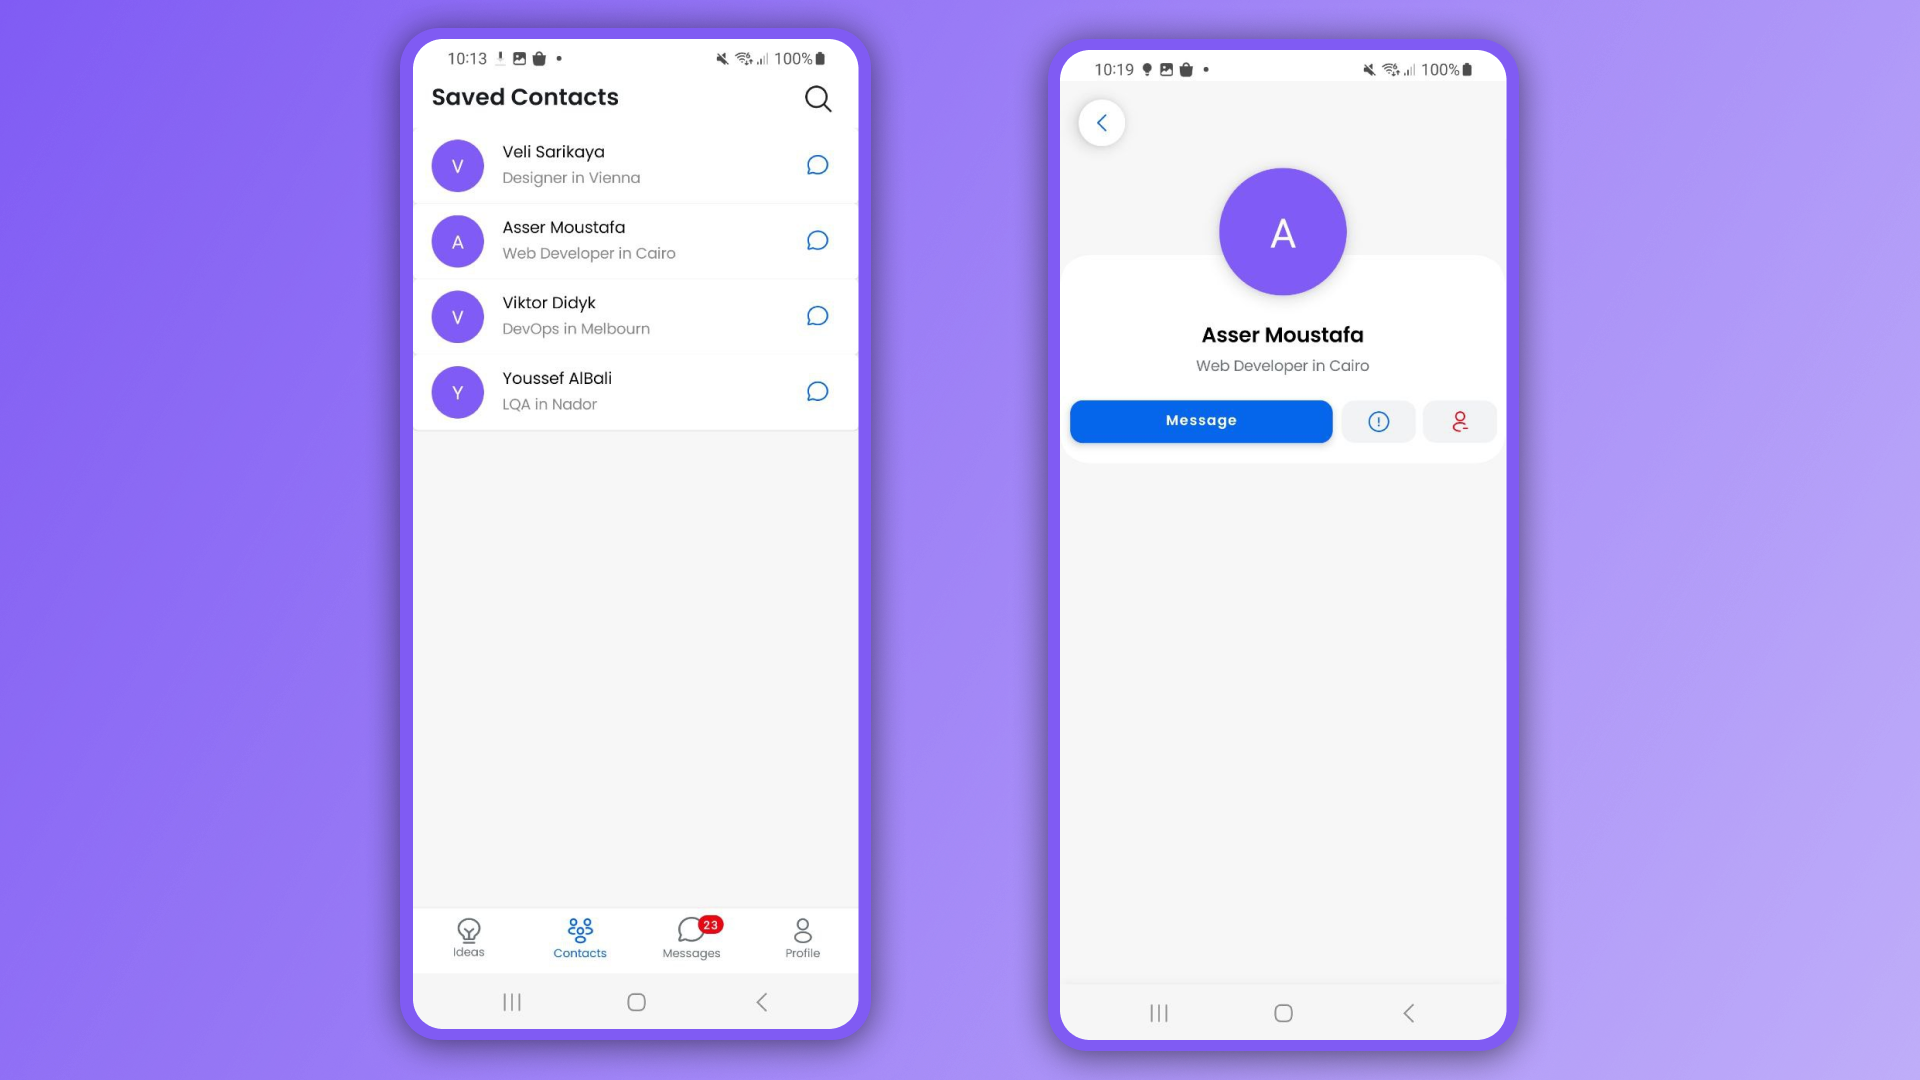 10:13
100%
Saved Contacts
V
Veli Sarikaya
Designer in Vienna
A
Asser Moustafa
Web Developer in Cairo
V
Viktor Didyk
DevOps in Melbourn
Y
Youssef AlBali
LQA in Nador
Ideas
Contacts
23
Messages
Profile
10:19
100%
A
Asser Moustafa
Web Developer in Cairo
Message